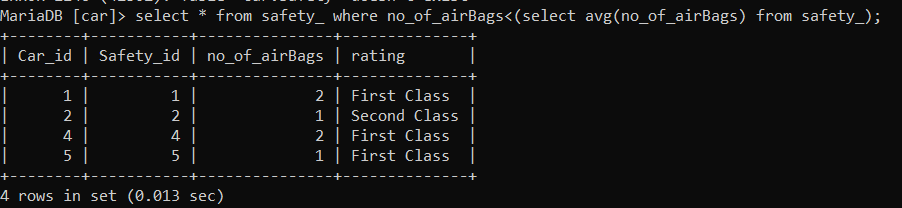 MariaDB [car]> select * from safety_ where no_of_airBags<(select avg(no_of_airBags) from safety_);
+--------+-----------+---------------+--------------+
| Car_id | Safety_id | no_of_airBags | rating       |
+--------+-----------+---------------+--------------+
|      1 |         1 |             2 | First Class  |
|      2 |         2 |             1 | Second Class |
|      4 |         4 |             2 | First Class  |
|      5 |         5 |             1 | First Class  |
+--------+-----------+---------------+--------------+
4 rows in set (0.013 sec)